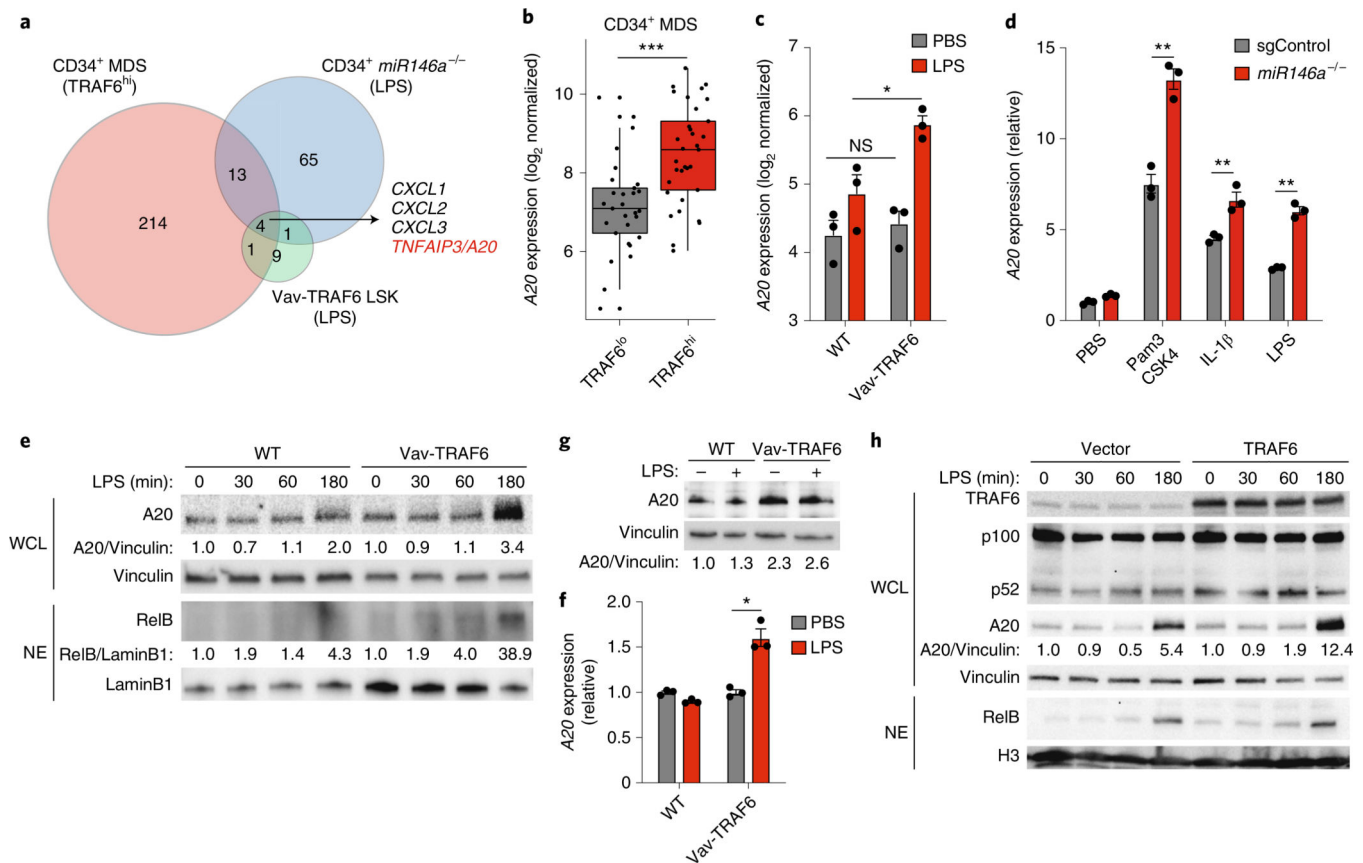 a
CD34+ MDS
(TRAF6hi)
CD34+ miR146a−/−
(LPS)
65
13
214
4
1
1
9
CXCL1
CXCL2
CXCL3
TNFAIP3/A20
Vav-TRAF6 LSK
(LPS)
b
CD34+ MDS
***
A20 expression (log2 normalized)
10
8
6
TRAF6lo
TRAF6hi
c
PBS
LPS
A20 expression (log2 normalized)
7
6
5
4
3
*
NS
WT
Vav-TRAF6
d
sgControl
miR146a−/−
A20 expression (relative)
15
10
5
0
**
**
**
PBS
Pam3
CSK4
IL-1β
LPS
e
WT Vav-TRAF6
LPS (min): 0 30 60 180 0 30 60 180
WCL
A20
A20/Vinculin: 1.0 0.7 1.1 2.0 1.0 0.9 1.1 3.4
Vinculin
NE
RelB
RelB/LaminB1: 1.0 1.9 1.4 4.3 1.0 1.9 4.0 38.9
LaminB1
g
WT Vav-TRAF6
LPS: − + − +
A20
Vinculin
A20/Vinculin: 1.0 1.3 2.3 2.6
f
PBS
LPS
A20 expression
(relative)
2.0
1.5
1.0
0.5
0
*
WT
Vav-TRAF6
h
Vector TRAF6
LPS (min): 0 30 60 180 0 30 60 180
WCL
TRAF6
p100
p52
A20
A20/Vinculin: 1.0 0.9 0.5 5.4 1.0 0.9 1.9 12.4
Vinculin
NE
RelB
H3